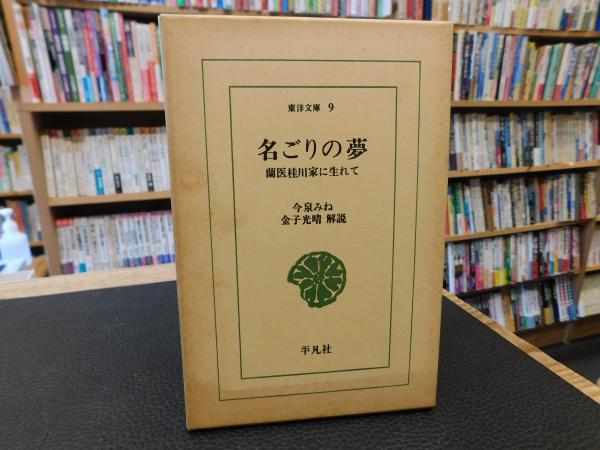 東洋文庫 9
名ごりの夢
蘭医桂川家に生れて
今泉みね
金子光晴 解説
平凡社